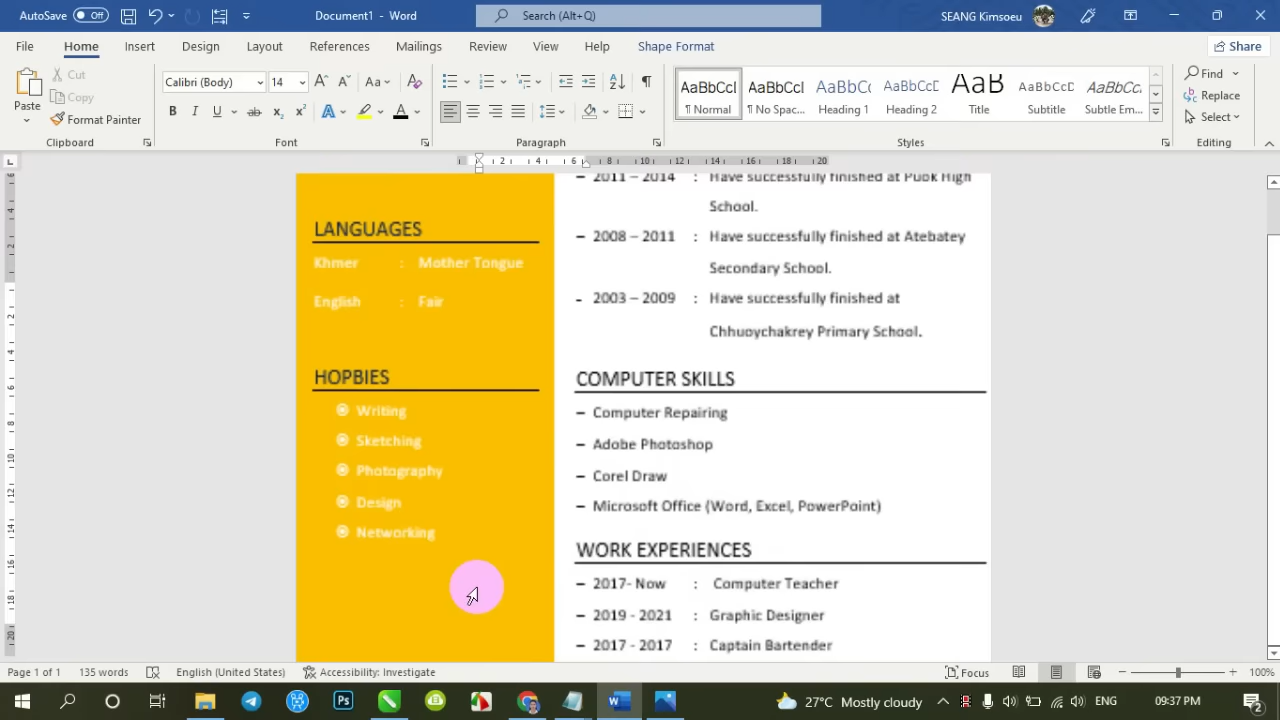 AutoSave Off
Document1 - Word
Search (Alt+Q)
SEANG Kimsoeu
File Home Insert Design Layout References Mailings Review View Help Shape Format
Share
Paste
Cut
Copy
Format Painter
Clipboard
Calibri (Body) 14
Font
Paragraph
AaBbCcI
¶ Normal
AaBbCcI
¶ No Spac...
AaBbCcI
Heading 1
AaBbCcD
Heading 2
AaB
Title
AaBbCcD
Subtitle
AaBbCcL
Subtle Em...
Styles
Find
Replace
Select
Editing
LANGUAGES
Khmer : Mother Tongue
English : Fair
HOPBIES
Writing
Sketching
Photography
Design
Networking
– 2011 – 2014 : Have successfully finished at Puok High
School.
– 2008 – 2011 : Have successfully finished at Atebatey
Secondary School.
- 2003 – 2009 : Have successfully finished at
Chhuoychakrey Primary School.
COMPUTER SKILLS
– Computer Repairing
– Adobe Photoshop
– Corel Draw
– Microsoft Office (Word, Excel, PowerPoint)
WORK EXPERIENCES
– 2017- Now : Computer Teacher
– 2019 - 2021 : Graphic Designer
– 2017 - 2017 : Captain Bartender
Page 1 of 1 135 words English (United States) Accessibility: Investigate Focus 100%
27°C Mostly cloudy ENG 09:37 PM